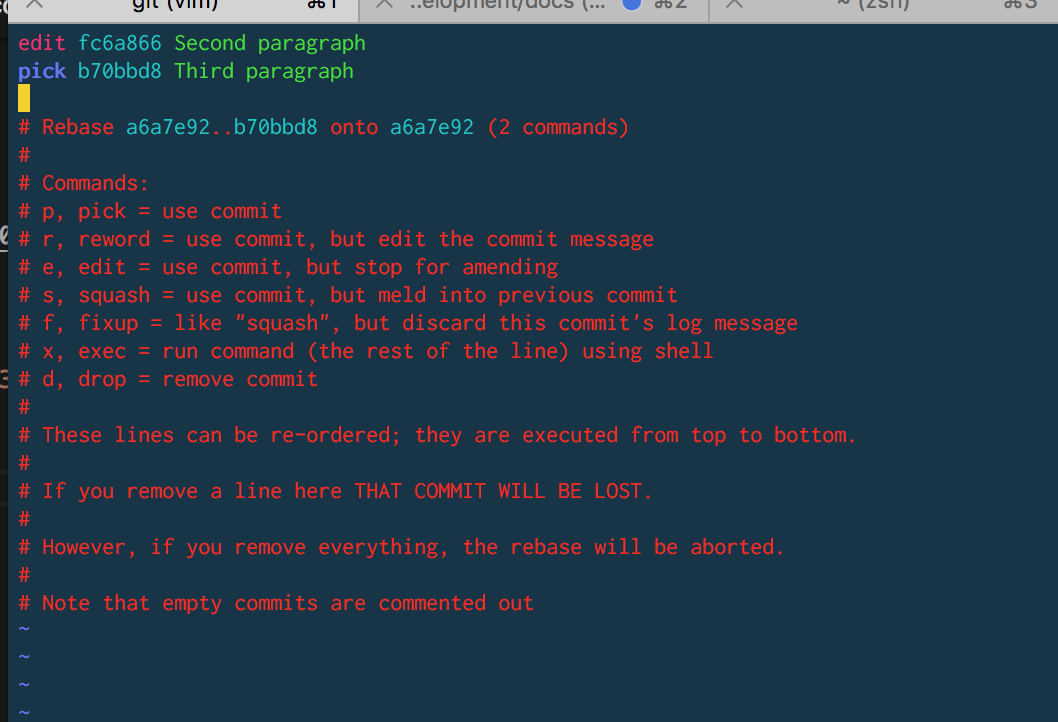 git (vim) ⌘1 ..elopment/docs (... ⌘2 ~ (zsh) ⌘3
edit fc6a866 Second paragraph
pick b70bbd8 Third paragraph
# Rebase a6a7e92..b70bbd8 onto a6a7e92 (2 commands)
#
# Commands:
# p, pick = use commit
# r, reword = use commit, but edit the commit message
# e, edit = use commit, but stop for amending
# s, squash = use commit, but meld into previous commit
# f, fixup = like "squash", but discard this commit's log message
# x, exec = run command (the rest of the line) using shell
# d, drop = remove commit
#
# These lines can be re-ordered; they are executed from top to bottom.
#
# If you remove a line here THAT COMMIT WILL BE LOST.
#
# However, if you remove everything, the rebase will be aborted.
#
# Note that empty commits are commented out
~
~
~
~